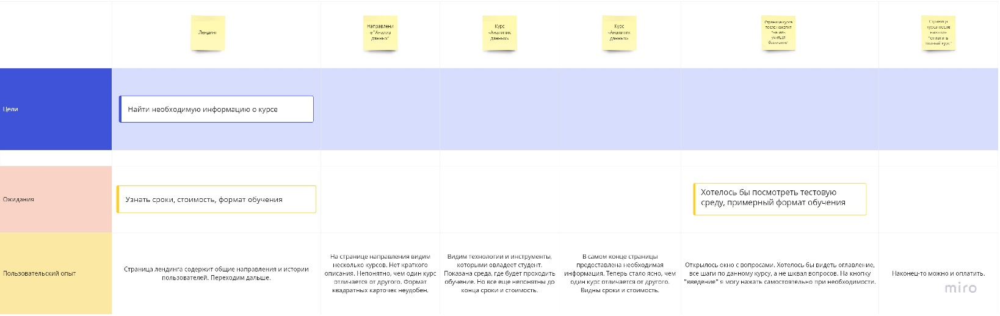 Лендинг
Направлени
е "Анализ
данных"
Курс
«Аналитик
данных»
Курс
«Аналитик
данных»
Страница курса
после нажатия
"начать
учиться
бесплатно"
Страница
курса после
нажатия
"оплатить
полный курс"
Цели
Найти необходимую информацию о курсе
Ожидания
Узнать сроки, стоимость, формат обучения
Хотелось бы посмотреть тестовую
среду, примерный формат обучения
Пользовательский опыт
Страница лендинга содержит общие направления и истории
пользователей. Переходим дальше.
На странице направления видим
несколько курсов. Нет краткого
описания. Непонятно, чем один курс
отличается от другого. Формат
квадратных карточек неудобен.
Видим технологии и инструменты,
которыми овладеет студент.
Показана среда, где будет проходить
обучение. Но все еще непонятны до
конца сроки и стоимость.
В самом конце страницы
предоставлена необходимая
информация. Теперь стало ясно, чем
один курс отличается от другого.
Видны сроки и стоимость.
Открылось окно с вопросами. Хотелось бы видеть оглавление,
все шаги по данному курсу, а не шквал вопросов. На кнопку
"введение" я могу нажать самостоятельно при необходимости.
Наконец-то можно и оплатить.
miro